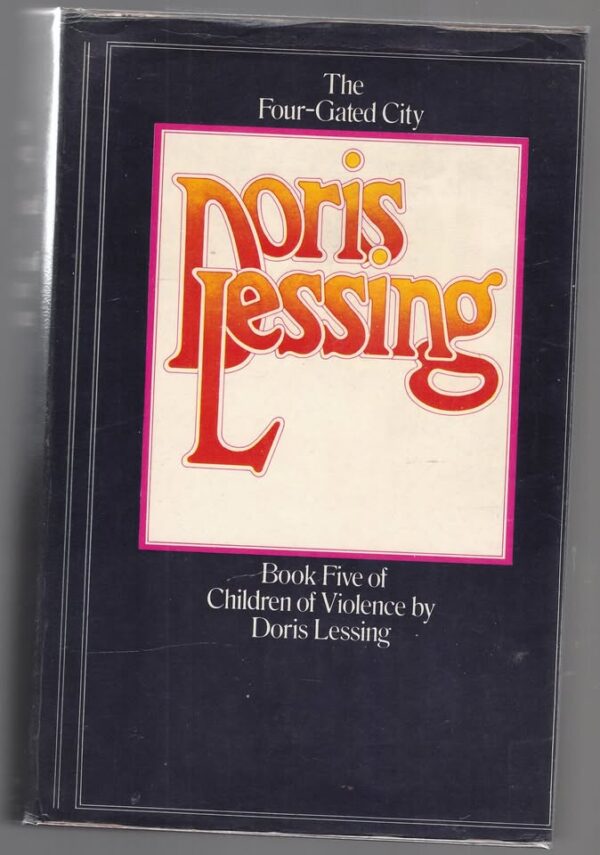 The
Four-Gated City
Doris
Lessing
Book Five of
Children of Violence by
Doris Lessing